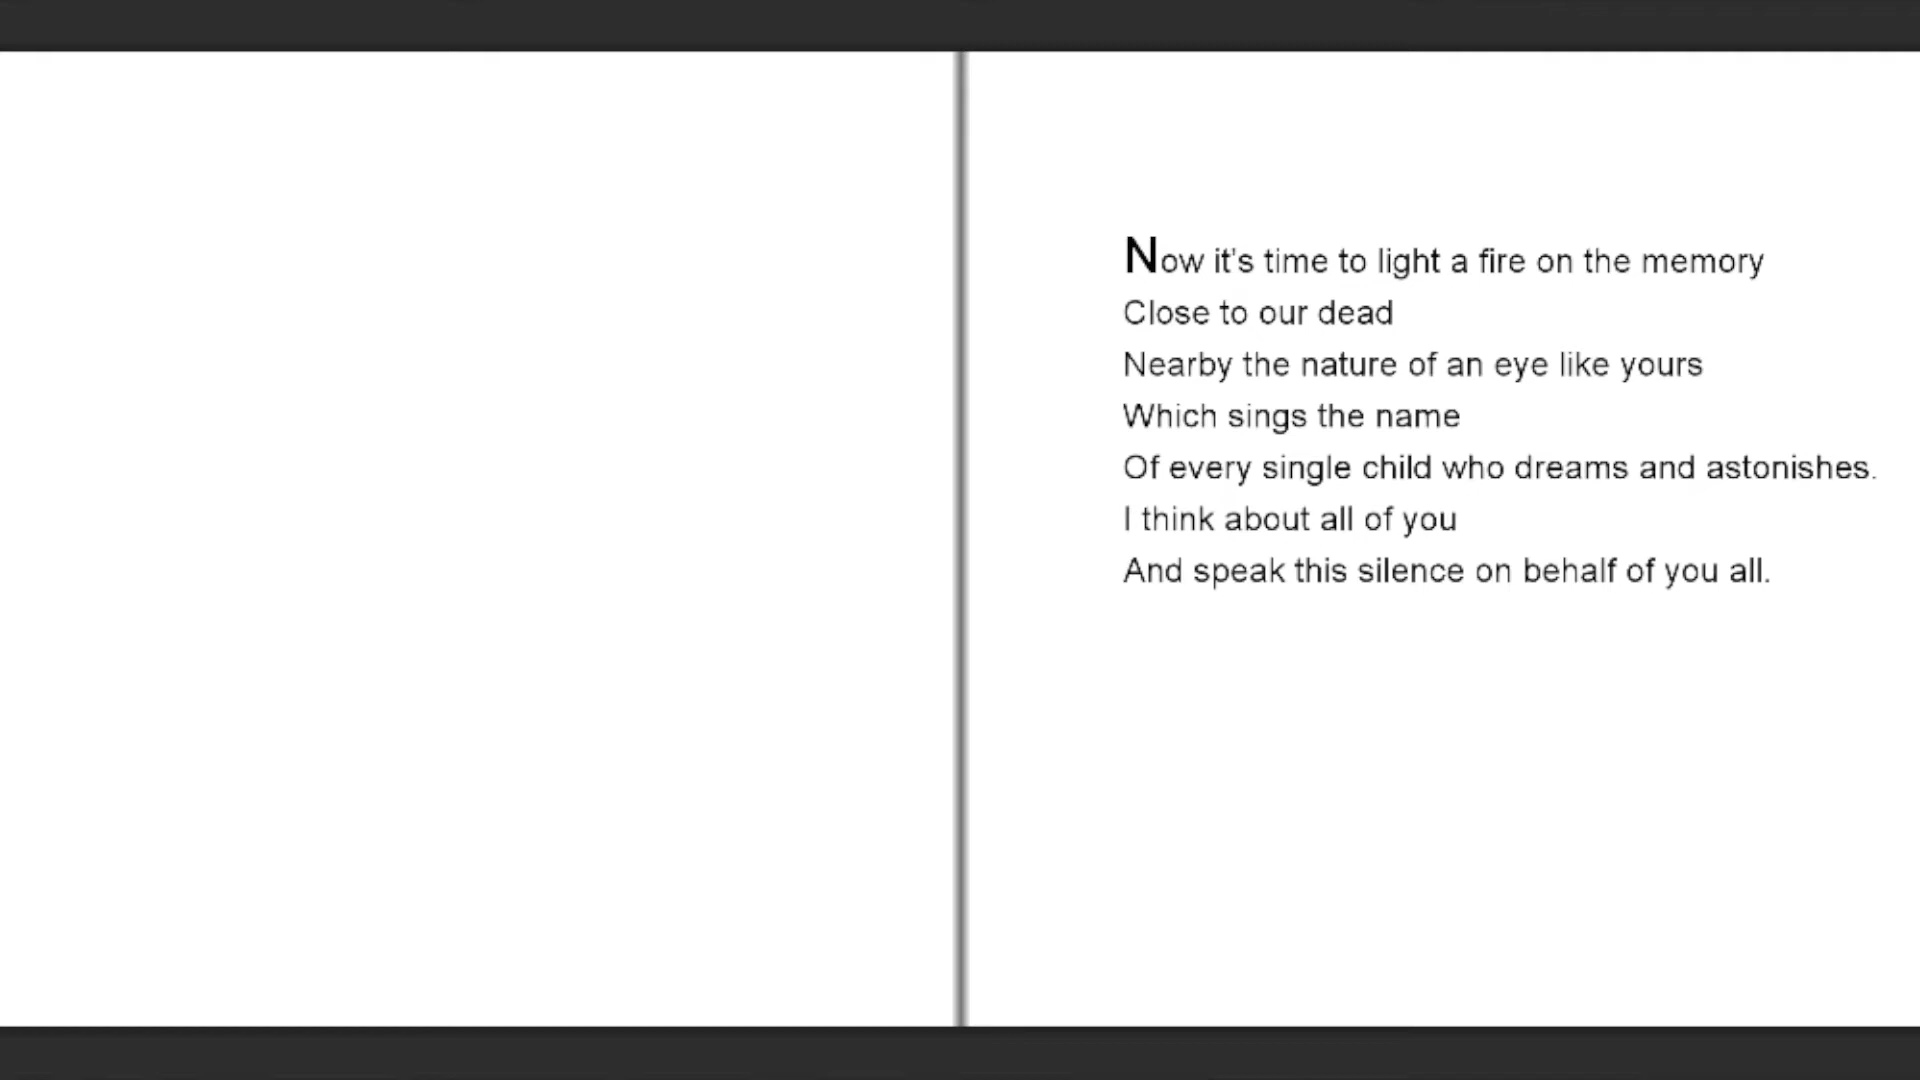 Now it's time to light a fire on the memory
Close to our dead
Nearby the nature of an eye like yours
Which sings the name
Of every single child who dreams and astonishes.
I think about all of you
And speak this silence on behalf of you all.